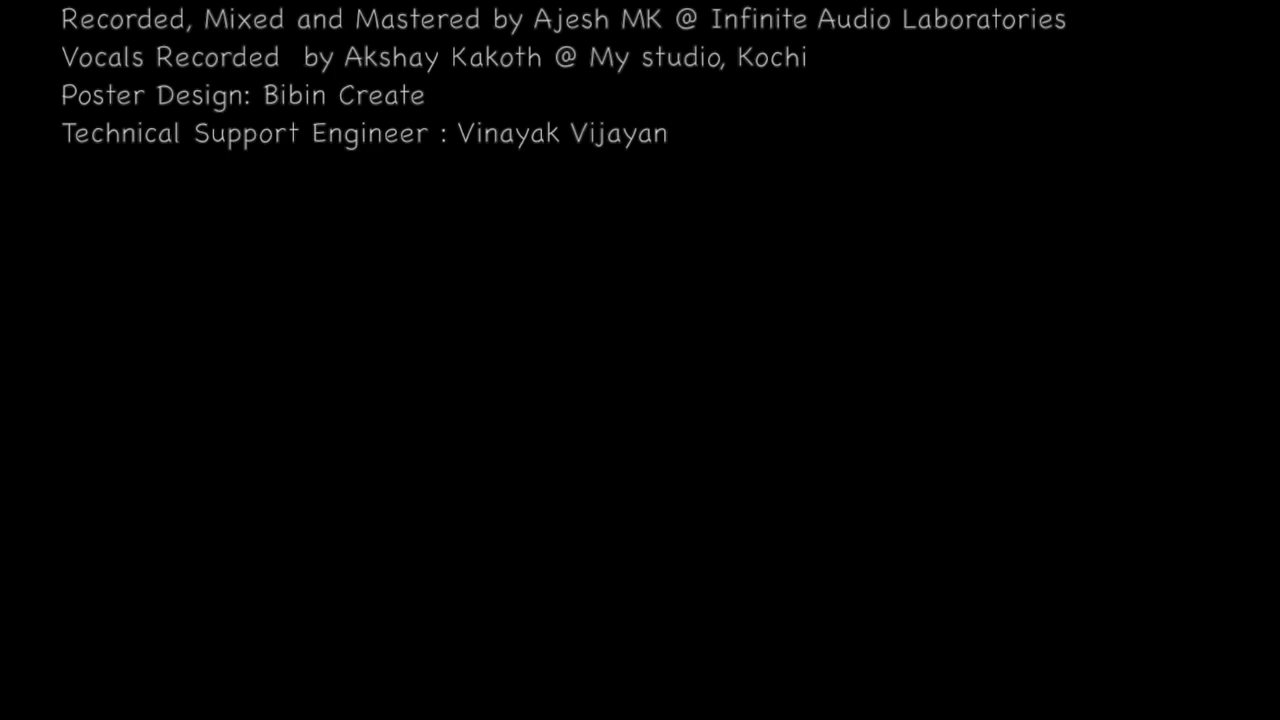 Recorded, Mixed and Mastered by Ajesh MK @ Infinite Audio Laboratories
Vocals Recorded  by Akshay Kakoth @ My studio, Kochi
Poster Design: Bibin Create
Technical Support Engineer : Vinayak Vijayan